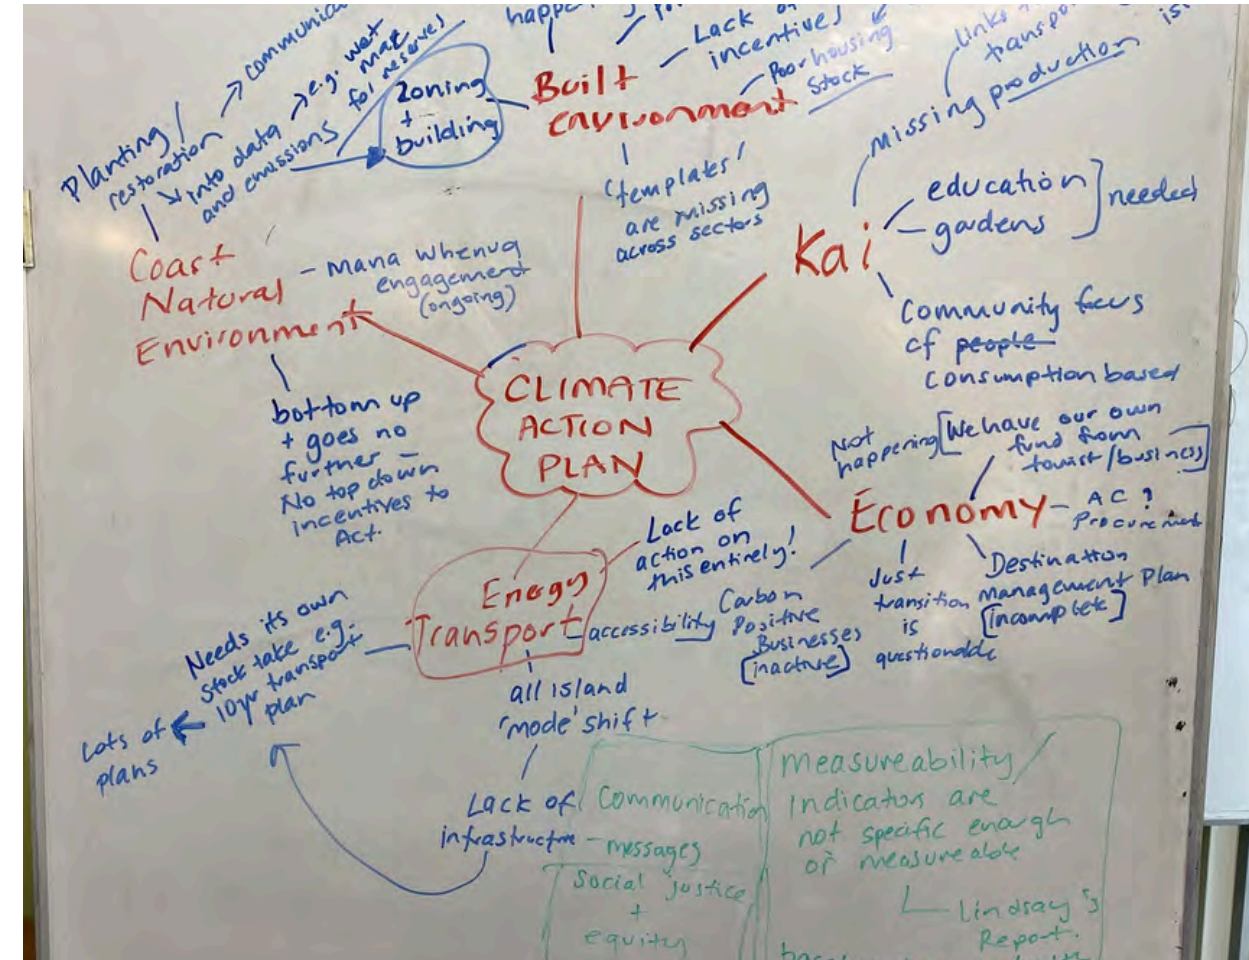 Planting /
restoration
communica
into data
and emissions
e.g. wet
mat
for reserves
Zoning
+
building
happe
Built
environment
Lack o
incentives
Poor housing
stock
'templates'
are missing
across sectors
links t
transpo
missing production
Kai
education
gardens
needed
Community focus
cf people
consumption based
Coast
Natural
Environment
- Mana whenua
engagement
(ongoing)
bottom up
+ goes no
further -
No top down
incentives to
Act.
CLIMATE
ACTION
PLAN
Not
happening
[We have our own
fund from
tourist/business]
Economy
- AC?
Procurement
Destination
management Plan
[incomplete]
Just
transition
is
questionable
Carbon
Positive
Businesses
[inactive]
Energy
Transport
Lack of
action on
this entirely!
- accessibility
all island
'mode' shift
Lack of
infrastructure
Needs its own
stock take e.g.
10yr transport
plan
Lots of
plans
Communication
- messages
Social justice
+
equity
measureability /
indicators are
not specific enough
or measureable
Lindsay's
Report.